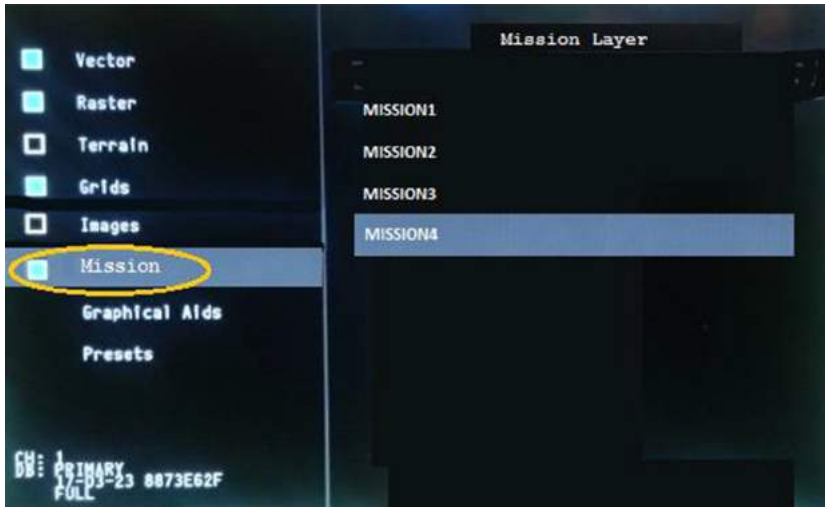 Mission Layer
Vector
Raster
Terrain
Grids
Images
Mission
Graphical Aids
Presets
MISSION1
MISSION2
MISSION3
MISSION4
CH: 1
DB: PRIMARY
17-03-23 8873E62F
FULL